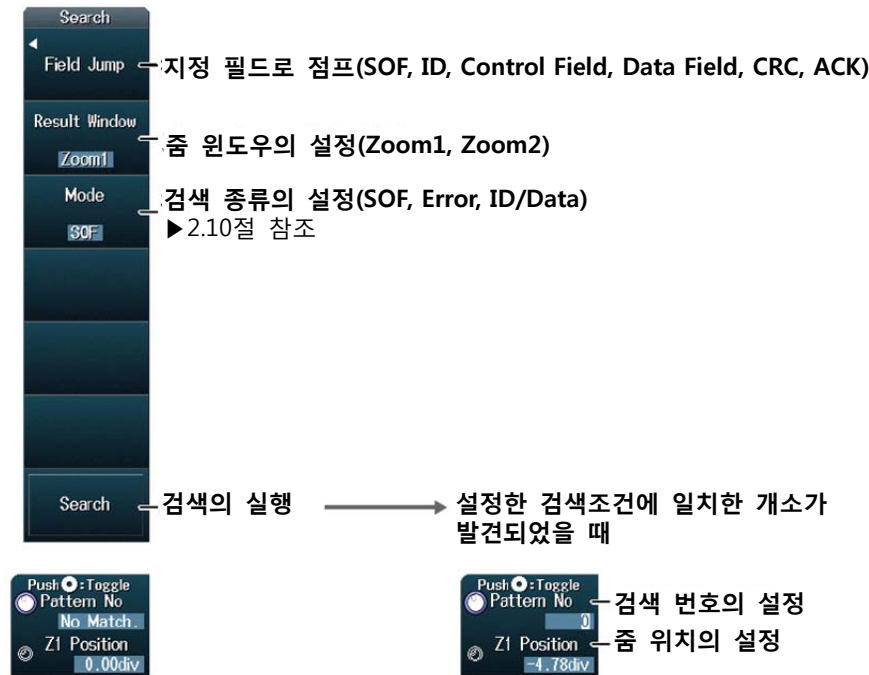 Search
Field Jump
지정 필드로 점프(SOF, ID, Control Field, Data Field, CRC, ACK)
Result Window
Zoom1
줌 윈도우의 설정(Zoom1, Zoom2)
Mode
SOF
검색 종류의 설정(SOF, Error, ID/Data)
▶2.10절 참조
Search
검색의 실행
설정한 검색조건에 일치한 개소가
발견되었을 때
Push:Toggle
Pattern No
No Match.
Z1 Position
0.00div
Push:Toggle
Pattern No
0
Z1 Position
-4.78div
검색 번호의 설정
줌 위치의 설정